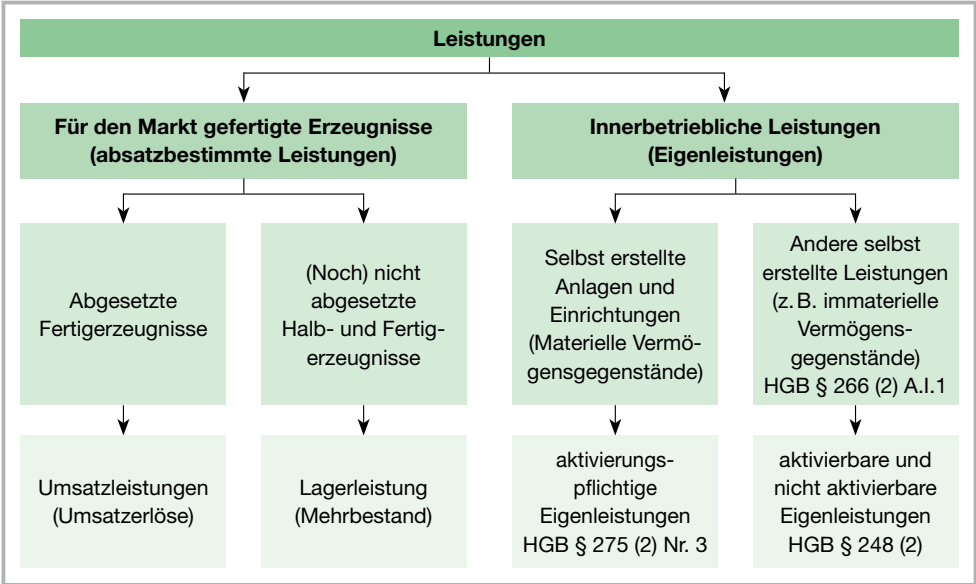 Leistungen
Für den Markt gefertigte Erzeugnisse
(absatzbestimmte Leistungen)
Innerbetriebliche Leistungen
(Eigenleistungen)
Abgesetzte
Fertigerzeugnisse
(Noch) nicht
abgesetzte
Halb- und Fertig-
erzeugnisse
Selbst erstellte
Anlagen und
Einrichtungen
(Materielle Vermö-
gensgegenstände)
Andere selbst
erstellte Leistungen
(z. B. immaterielle
Vermögens-
gegenstände)
HGB § 266 (2) A.I.1
Umsatzleistungen
(Umsatzerlöse)
Lagerleistung
(Mehrbestand)
aktivierungs-
pflichtige
Eigenleistungen
HGB § 275 (2) Nr. 3
aktivierbare und
nicht aktivierbare
Eigenleistungen
HGB § 248 (2)